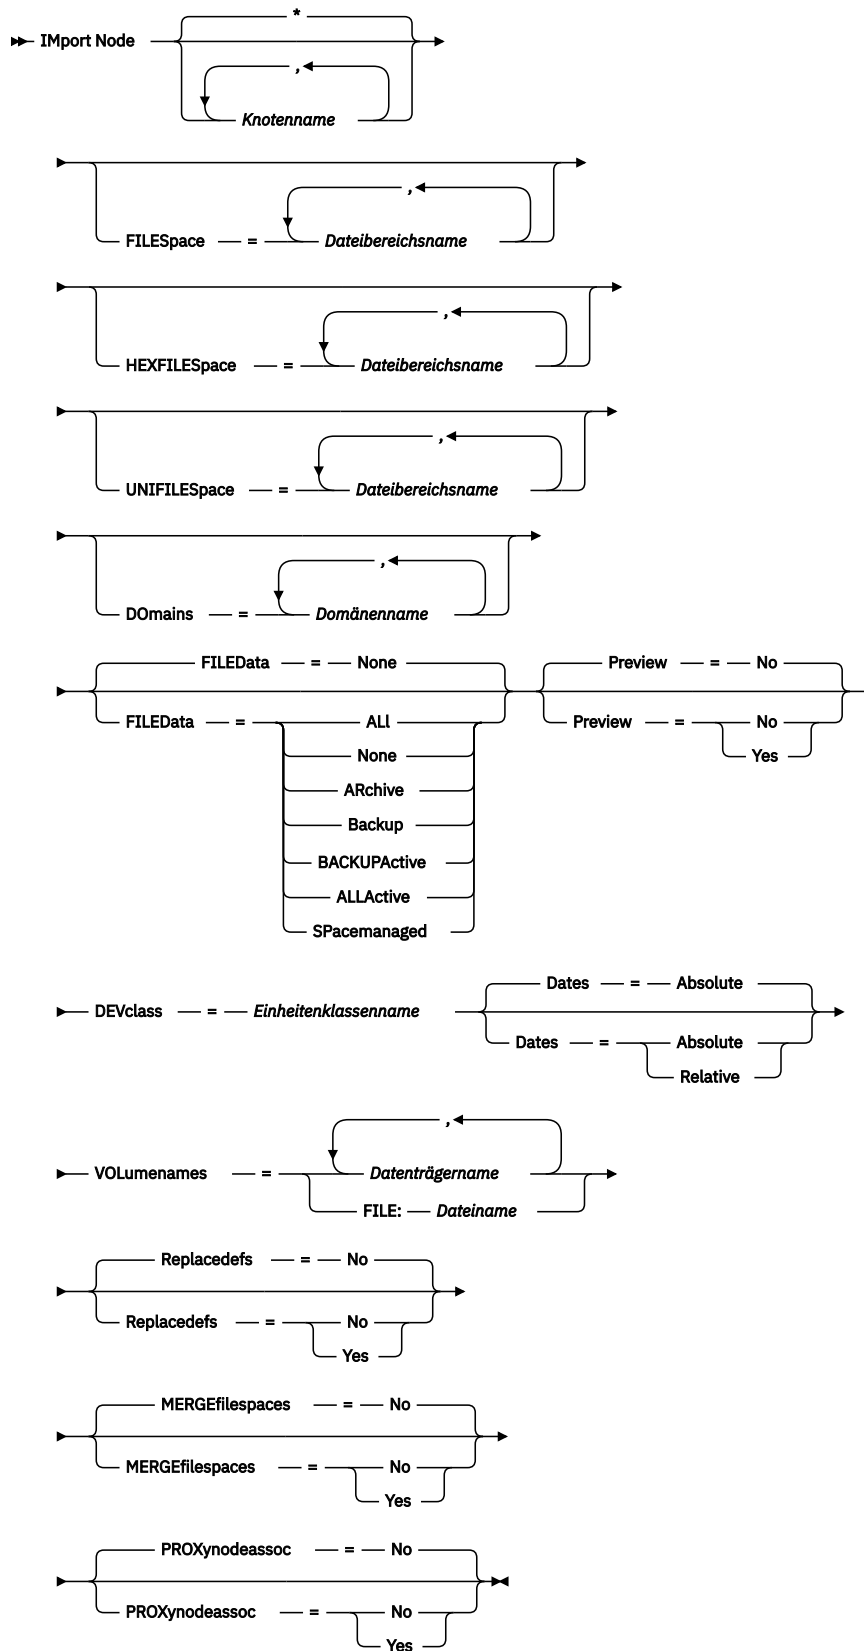 *
IMport Node
,
Knotenname
,
FILESpace = Dateibereichsname
,
HEXFILESpace = Dateibereichsname
,
UNIFILESpace = Dateibereichsname
,
DOmains = Domänenname
FILEData = None Preview = No
FILEData = ALl Preview = No
None Yes
ARchive
Backup
BACKUPActive
ALLActive
SPacemanaged
Dates = Absolute
DEVclass = Einheitenklassenname
Dates = Absolute
Relative
,
VOLumenames = Datenträgername
FILE: Dateiname
Replacedefs = No
Replacedefs = No
Yes
MERGEfilespaces = No
MERGEfilespaces = No
Yes
PROXynodeassoc = No
PROXynodeassoc = No
Yes